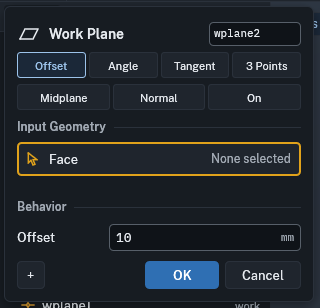 Work Plane wplane2
Offset Angle Tangent 3 Points
Midplane Normal On
Input Geometry
Face None selected
Behavior
Offset 10 mm
+ OK Cancel
wplane1 work